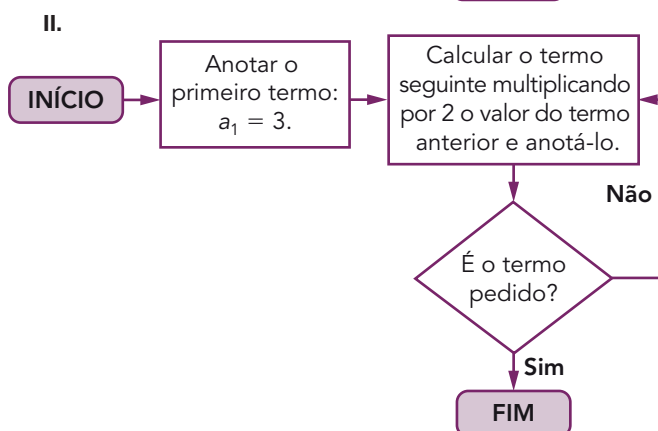 II.
INÍCIO
Anotar o
primeiro termo:
a₁ = 3.
Calcular o termo
seguinte multiplicando
por 2 o valor do termo
anterior e anotá-lo.
Não
É o termo
pedido?
Sim
FIM